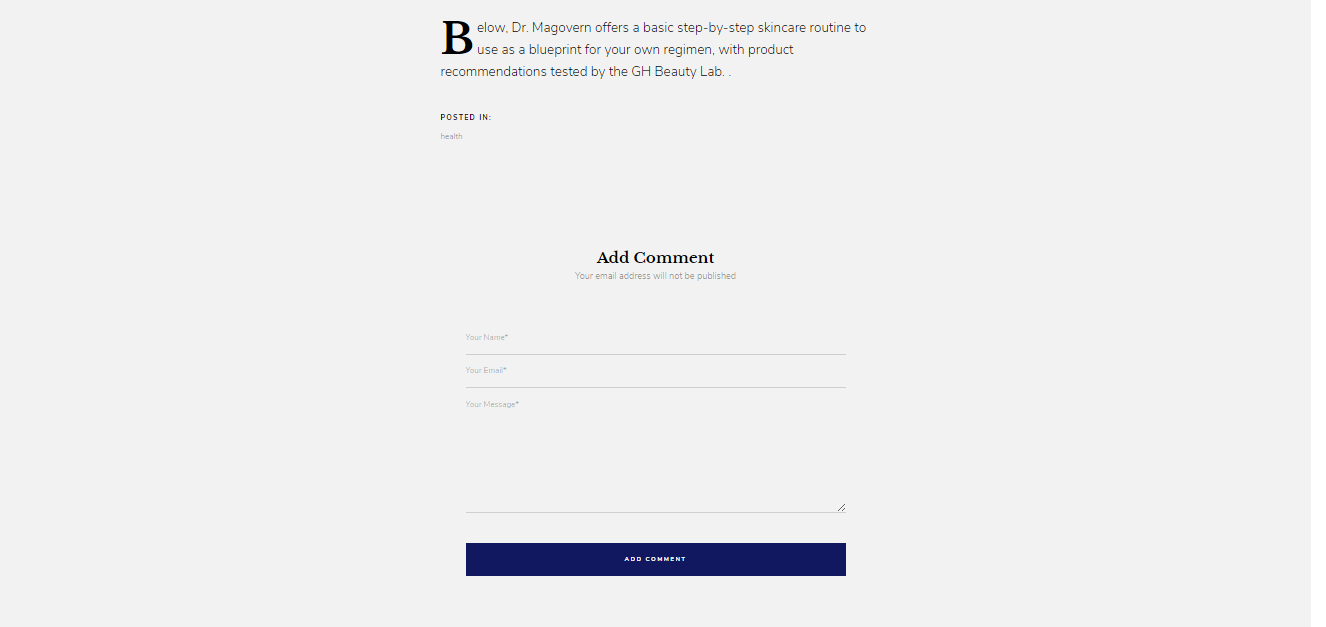 Below, Dr. Magovern offers a basic step-by-step skincare routine to
use as a blueprint for your own regimen, with product
recommendations tested by the GH Beauty Lab. .
POSTED IN:
health
Add Comment
Your email address will not be published
Your Name*
Your Email*
Your Message*
ADD COMMENT